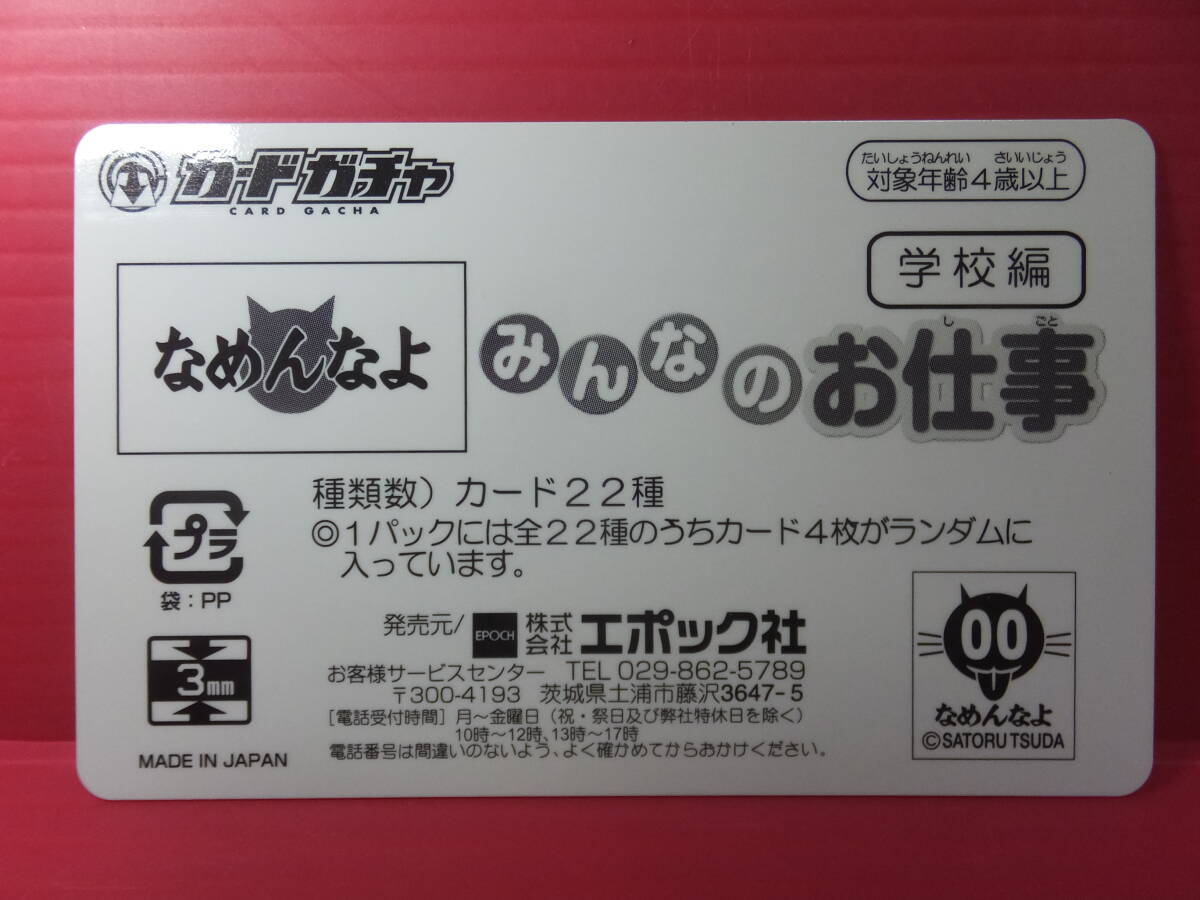 カードガチャ
CARD GACHA
たいしょうねんれい さいいじょう
対象年齢4歳以上
学校編
なめんなよ
し ごと
みんなのお仕事
種類数）カード２２種
◎１パックには全２２種のうちカード４枚がランダムに
入っています。
プラ
袋：PP
3mm
MADE IN JAPAN
発売元/ EPOCH 株式会社 エポック社
お客様サービスセンター TEL 029-862-5789
〒300-4193 茨城県土浦市藤沢3647-5
［電話受付時間］月～金曜日（祝・祭日及び弊社特休日を除く）
10時～12時、13時～17時
電話番号は間違いのないよう、よく確かめてからおかけください。
なめんなよ
©SATORU TSUDA